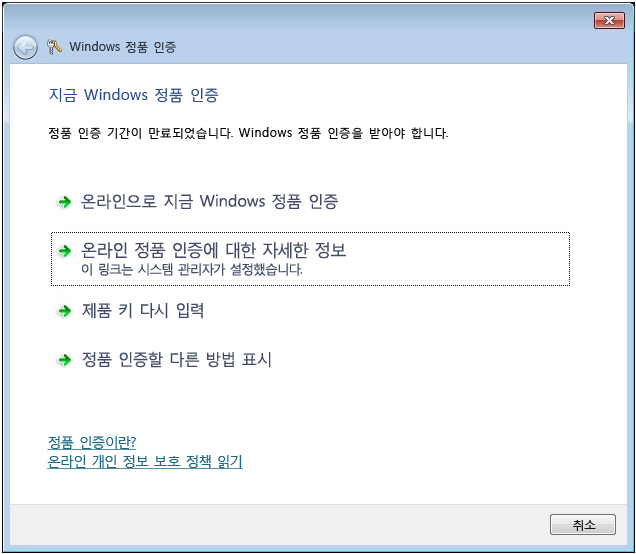 Windows 정품 인증
지금 Windows 정품 인증
정품 인증 기간이 만료되었습니다. Windows 정품 인증을 받아야 합니다.
온라인으로 지금 Windows 정품 인증
온라인 정품 인증에 대한 자세한 정보
이 링크는 시스템 관리자가 설정했습니다.
제품 키 다시 입력
정품 인증할 다른 방법 표시
정품 인증이란?
온라인 개인 정보 보호 정책 읽기
취소